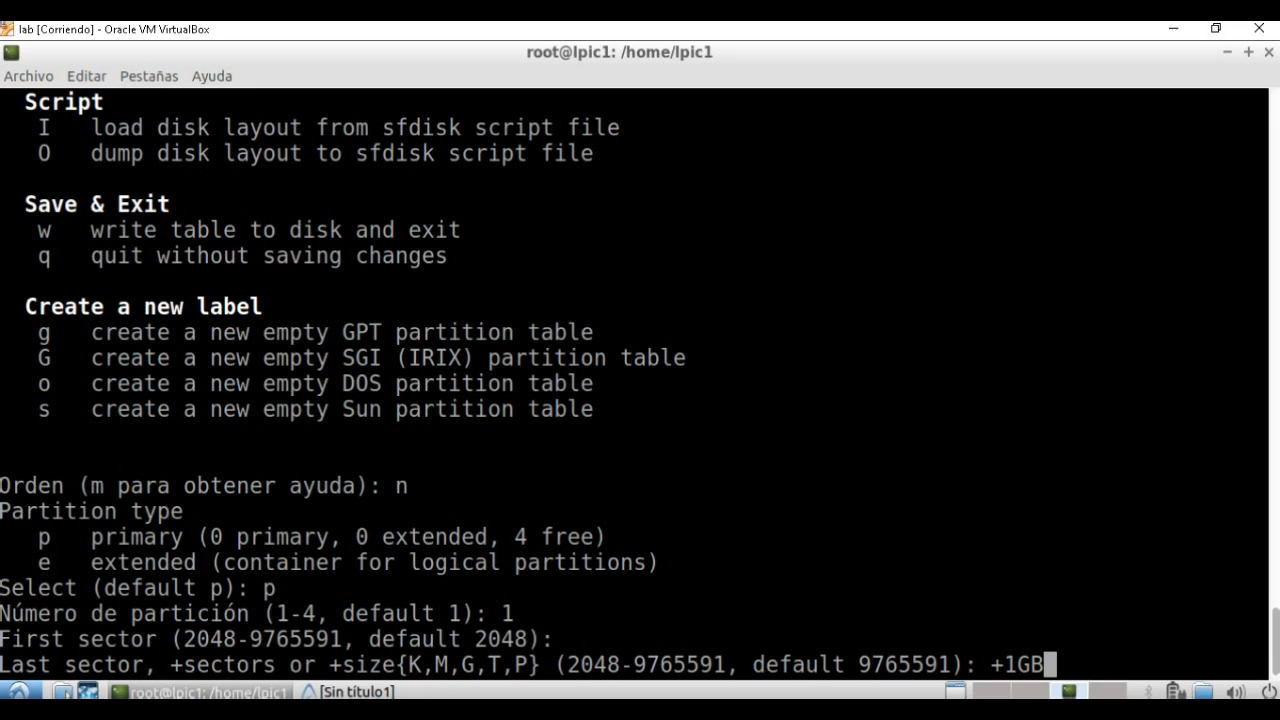 lab [Corriendo] - Oracle VM VirtualBox
root@lpic1: /home/lpic1
Archivo Editar Pestañas Ayuda
Script
I load disk layout from sfdisk script file
O dump disk layout to sfdisk script file
Save & Exit
w write table to disk and exit
q quit without saving changes
Create a new label
g create a new empty GPT partition table
G create a new empty SGI (IRIX) partition table
o create a new empty DOS partition table
s create a new empty Sun partition table
Orden (m para obtener ayuda): n
Partition type
p primary (0 primary, 0 extended, 4 free)
e extended (container for logical partitions)
Select (default p): p
Número de partición (1-4, default 1): 1
First sector (2048-9765591, default 2048):
Last sector, +sectors or +size{K,M,G,T,P} (2048-9765591, default 9765591): +1GB
root@lpic1: /home/lpic1 [Sin título1]